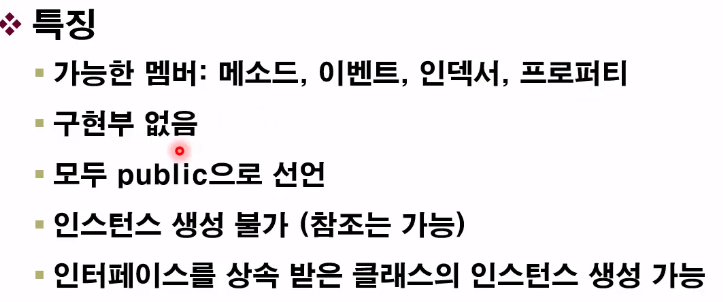 특징
가능한 멤버: 메소드, 이벤트, 인덱서, 프로퍼티
구현부 없음
모두 public으로 선언
인스턴스 생성 불가 (참조는 가능)
인터페이스를 상속 받은 클래스의 인스턴스 생성 가능